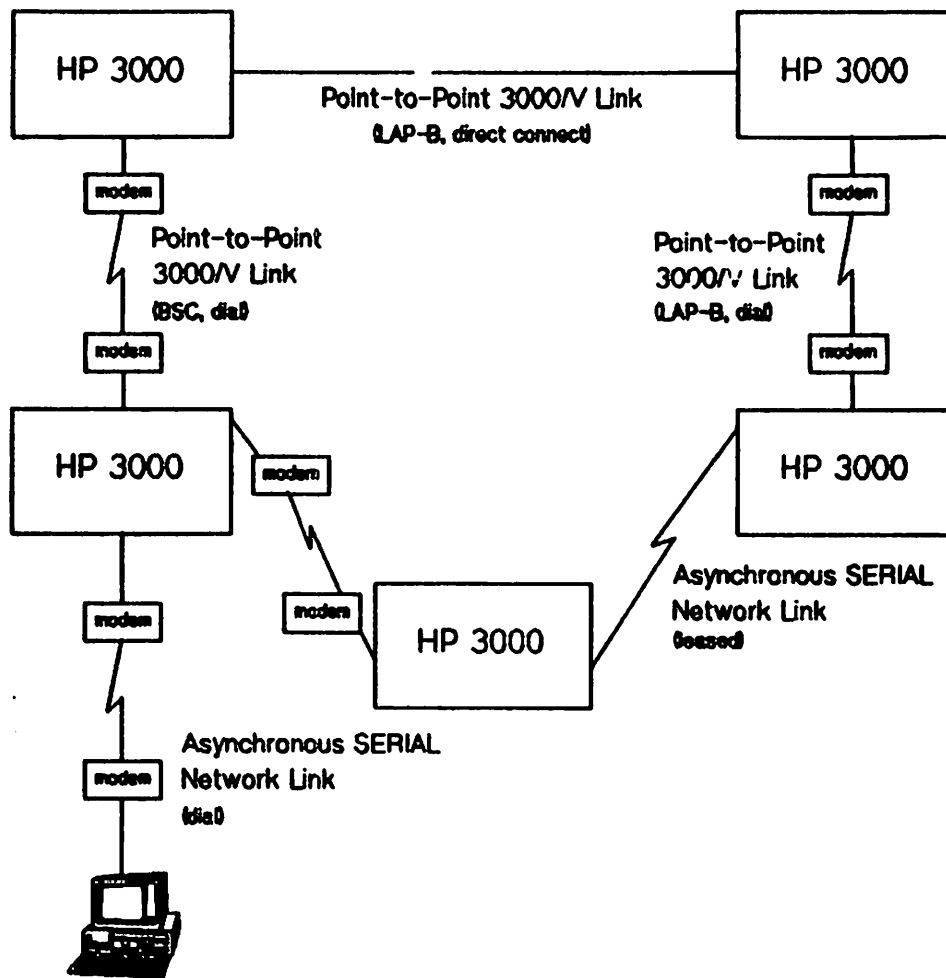 HP 3000
HP 3000
Point-to-Point 3000/V Link
(LAP-B, direct connect)
modem
modem
Point-to-Point
3000/V Link
(BSC, dial)
Point-to-Point
3000/V Link
(LAP-B, dial)
modem
modem
HP 3000
HP 3000
modem
modem
HP 3000
Asynchronous SERIAL
Network Link
(leased)
modem
Asynchronous SERIAL
Network Link
(dial)
modem